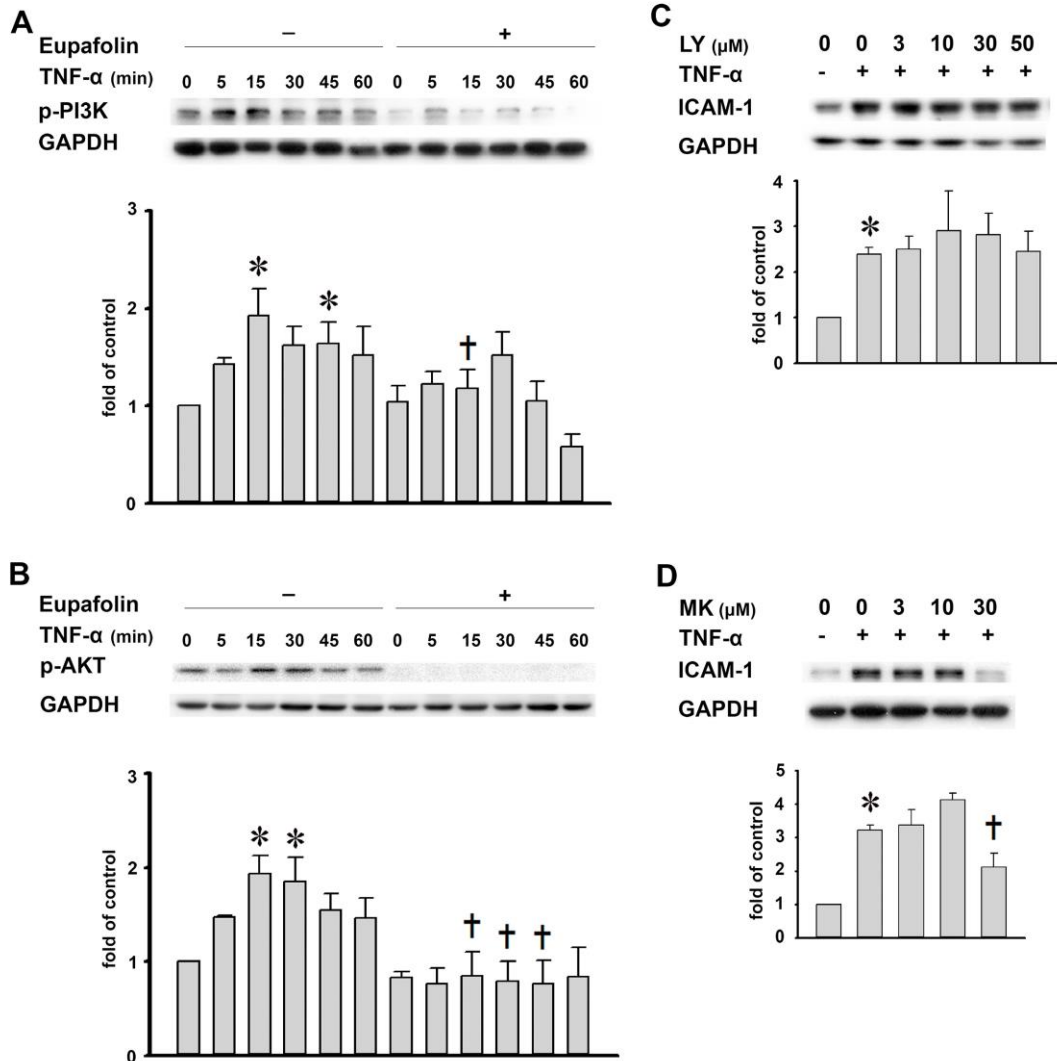 A
Eupafolin − +
TNF-α (min) 0 5 15 30 45 60 0 5 15 30 45 60
p-PI3K
GAPDH
3
2
1
0
fold of control
* * †
B
Eupafolin − +
TNF-α (min) 0 5 15 30 45 60 0 5 15 30 45 60
p-AKT
GAPDH
3
2
1
0
fold of control
* * † † †
C
LY (µM) 0 0 3 10 30 50
TNF-α - + + + + +
ICAM-1
GAPDH
4
3
2
1
0
fold of control
*
D
MK (µM) 0 0 3 10 30
TNF-α - + + + +
ICAM-1
GAPDH
5
4
3
2
1
0
fold of control
* †